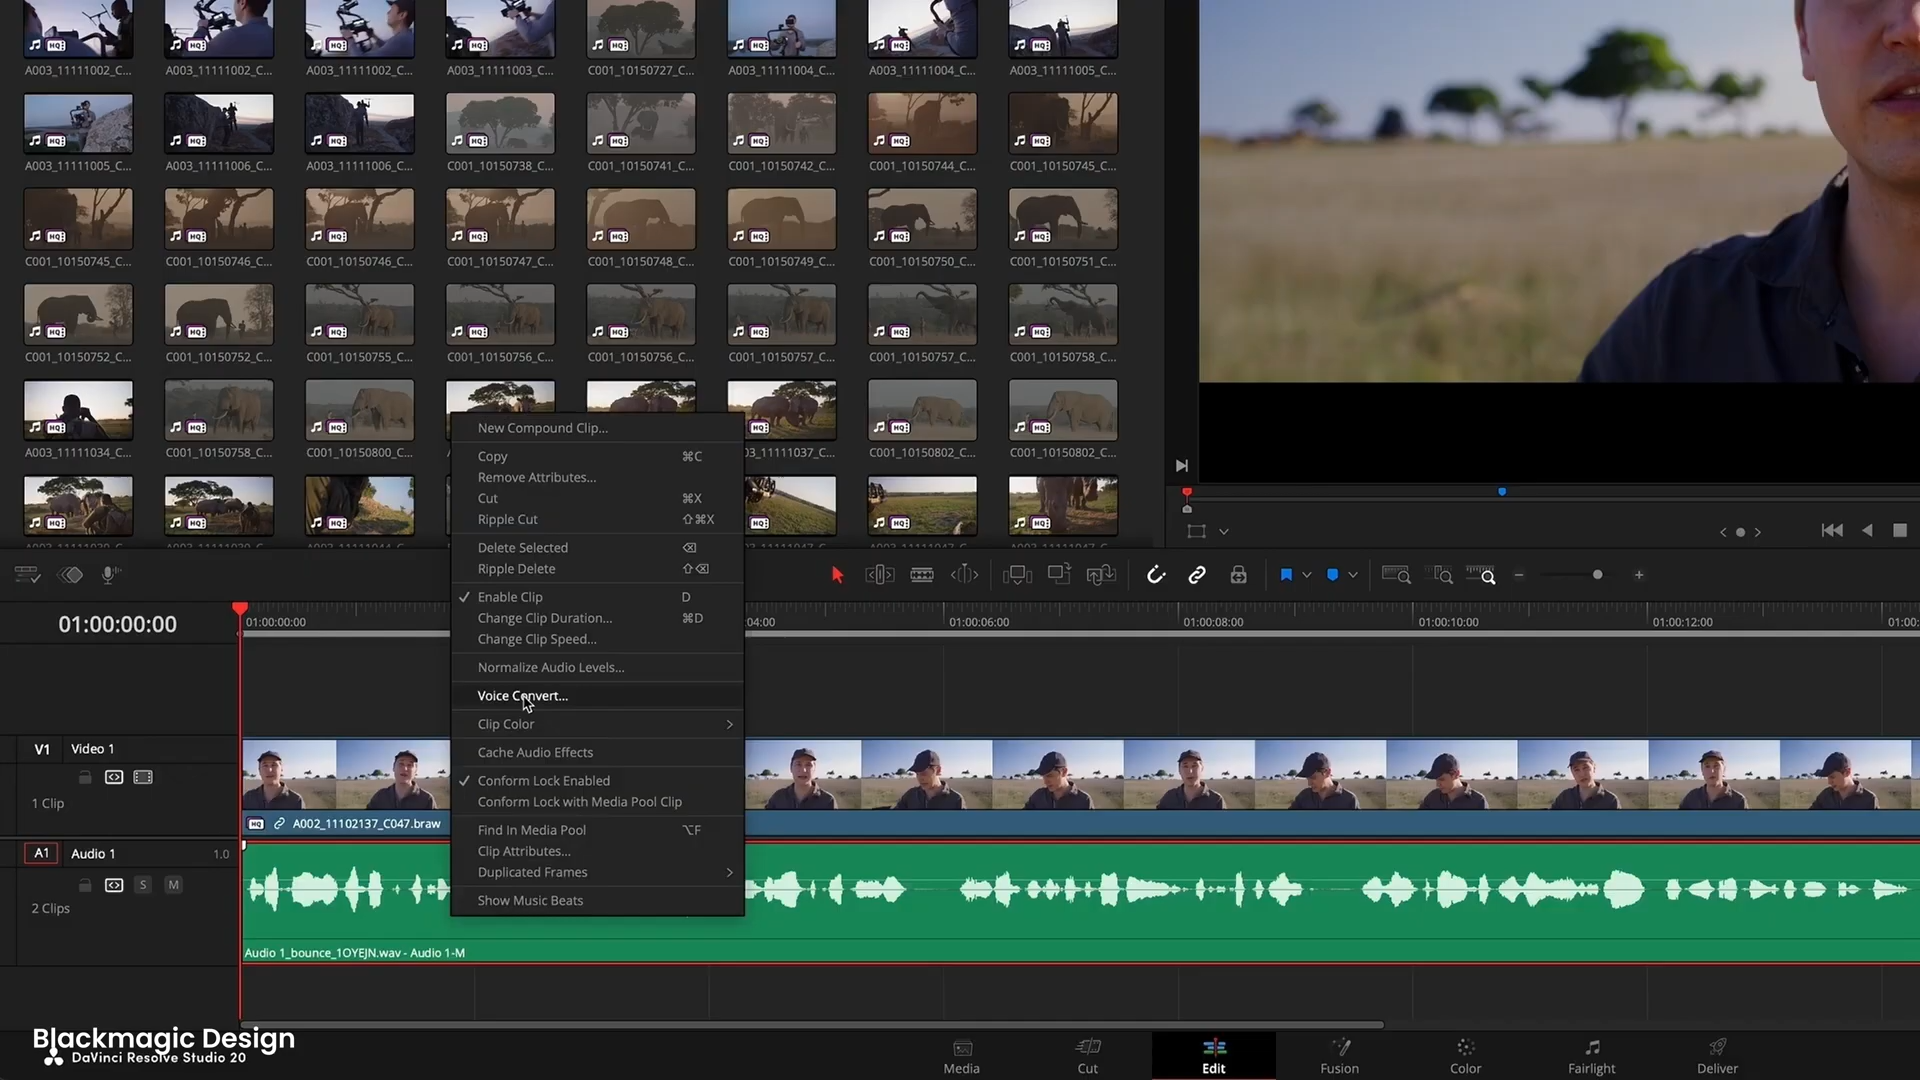 A003_11111002_C...
A003_11111002_C...
A003_11111002_C...
A003_11111003_C...
C001_10150727_C...
A003_11111004_C...
A003_11111004_C...
A003_11111005_C...
A003_11111005_C...
A003_11111006_C...
A003_11111006_C...
C001_10150738_C...
C001_10150741_C...
C001_10150742_C...
C001_10150744_C...
C001_10150745_C...
C001_10150745_C...
C001_10150746_C...
C001_10150746_C...
C001_10150747_C...
C001_10150748_C...
C001_10150749_C...
C001_10150750_C...
C001_10150751_C...
C001_10150752_C...
C001_10150752_C...
C001_10150755_C...
C001_10150756_C...
C001_10150756_C...
C001_10150757_C...
C001_10150757_C...
C001_10150758_C...
A003_11111034_C...
C001_10150758_C...
C001_10150800_C...
C001_10150802_C...
C001_10150802_C...
New Compound Clip...
Copy ⌘C
Remove Attributes...
Cut ⌘X
Ripple Cut ⇧⌘X
Delete Selected ⌫
Ripple Delete ⇧⌫
Enable Clip D
Change Clip Duration... ⌘D
Change Clip Speed...
Normalize Audio Levels...
Voice Convert...
Clip Color
Cache Audio Effects
Conform Lock Enabled
Conform Lock with Media Pool Clip
Find In Media Pool ⌥F
Clip Attributes...
Duplicated Frames
Show Music Beats
01:00:00:00
01:00:00:00
:04:00
01:00:06:00
01:00:08:00
01:00:10:00
01:00:12:00
01:00:
V1 Video 1
1 Clip
HQ A002_11102137_C047.braw
A1 Audio 1 1.0
S M
2 Clips
Audio 1_bounce_1OYEJN.wav - Audio 1-M
Blackmagic Design
DaVinci Resolve Studio 20
Media
Cut
Edit
Fusion
Color
Fairlight
Deliver